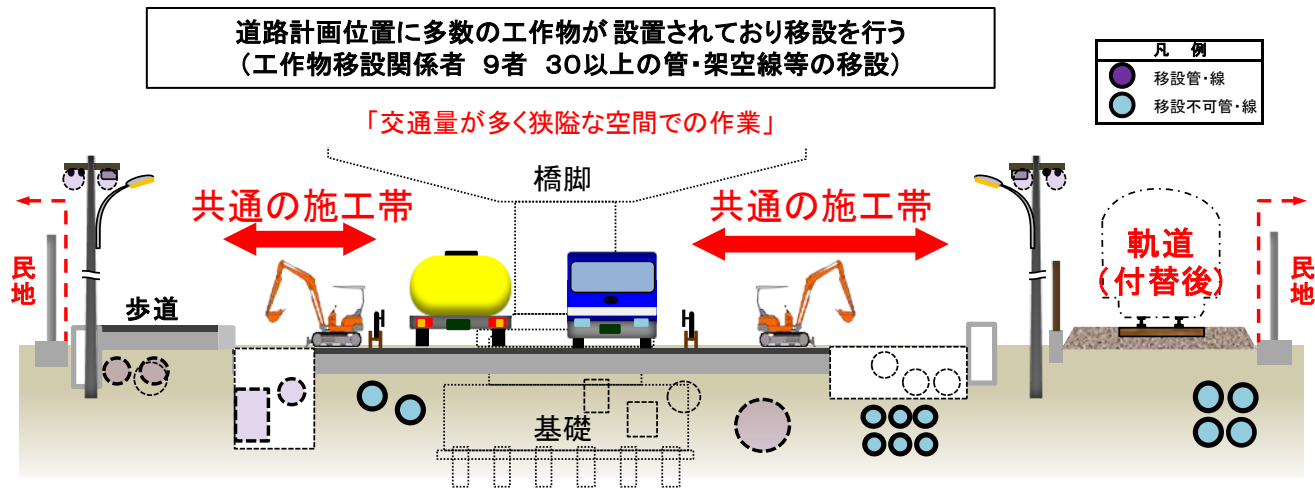 道路計画位置に多数の工作物が設置されており移設を行う
（工作物移設関係者 9者 30以上の管・架空線等の移設）
凡 例
移設管・線
移設不可管・線
「交通量が多く狭隘な空間での作業」
橋脚
共通の施工帯
共通の施工帯
民地
歩道
軌道
（付替後）
民地
基礎